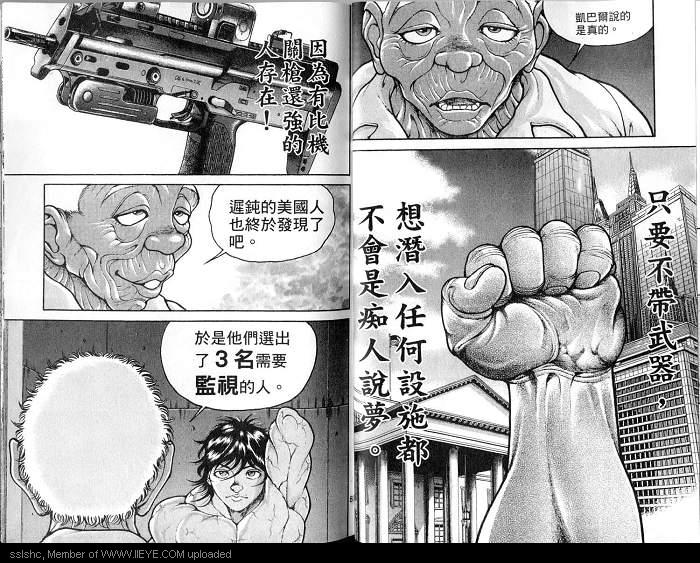 凱巴爾說的
是真的。
只要不帶武器，
想潛入任何設施都
不會是痴人說夢。
因為有比機
關槍還強的
人存在！
遲鈍的美國人
也終於發現了
吧。
於是他們選出
了3名需要
監視的人。
sslshc, Member of WWW.IIEYE.COM uploaded